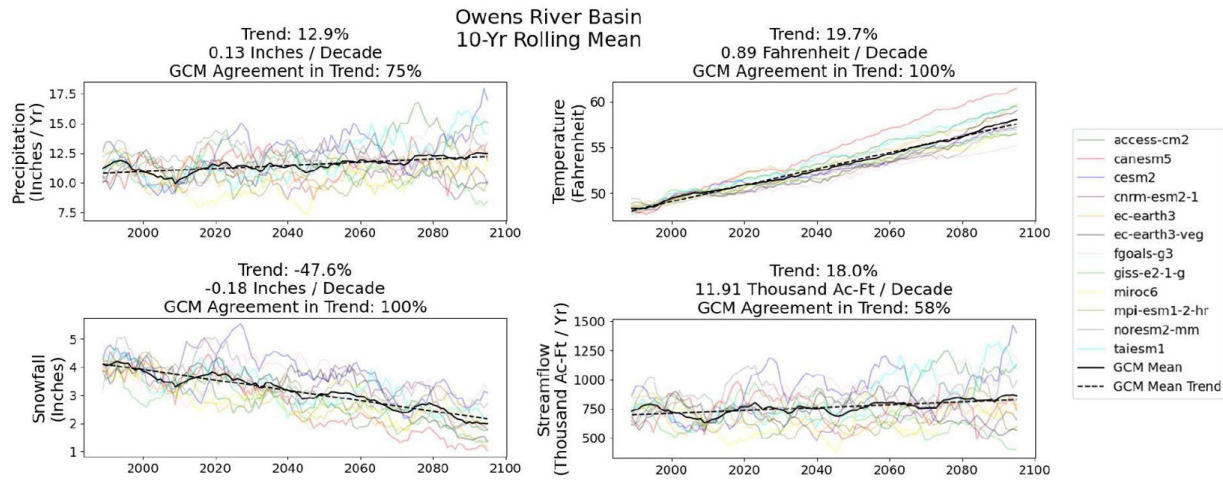 Owens River Basin
10-Yr Rolling Mean
Trend: 12.9%
0.13 Inches / Decade
GCM Agreement in Trend: 75%
Precipitation
(Inches / Yr)
17.5
15.0
12.5
10.0
7.5
2000
2020
2040
2060
2080
2100
Trend: 19.7%
0.89 Fahrenheit / Decade
GCM Agreement in Trend: 100%
Temperature
(Fahrenheit)
60
55
50
2000
2020
2040
2060
2080
2100
Trend: -47.6%
-0.18 Inches / Decade
GCM Agreement in Trend: 100%
Snowfall
(Inches)
5
4
3
2
1
2000
2020
2040
2060
2080
2100
Trend: 18.0%
11.91 Thousand Ac-Ft / Decade
GCM Agreement in Trend: 58%
Streamflow
(Thousand Ac-Ft / Yr)
1500
1250
1000
750
500
2000
2020
2040
2060
2080
2100
access-cm2
canesm5
cesm2
cnrm-esm2-1
ec-earth3
ec-earth3-veg
fgoals-g3
giss-e2-1-g
miroc6
mpi-esm1-2-hr
noresm2-mm
taiesm1
GCM Mean
GCM Mean Trend